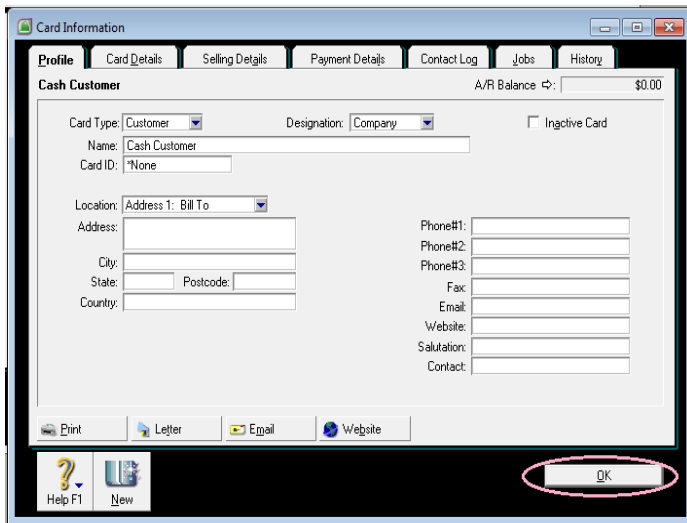 Card Information
Profile Card Details Selling Details Payment Details Contact Log Jobs History
Cash Customer A/R Balance ⇨: $0.00
Card Type: Customer Designation: Company Inactive Card
Name: Cash Customer
Card ID: *None
Location: Address 1: Bill To
Address: Phone#1:
Phone#2:
City: Phone#3:
State: Postcode: Fax:
Country: Email:
Website:
Salutation:
Contact:
Print Letter Email Website
Help F1 New OK